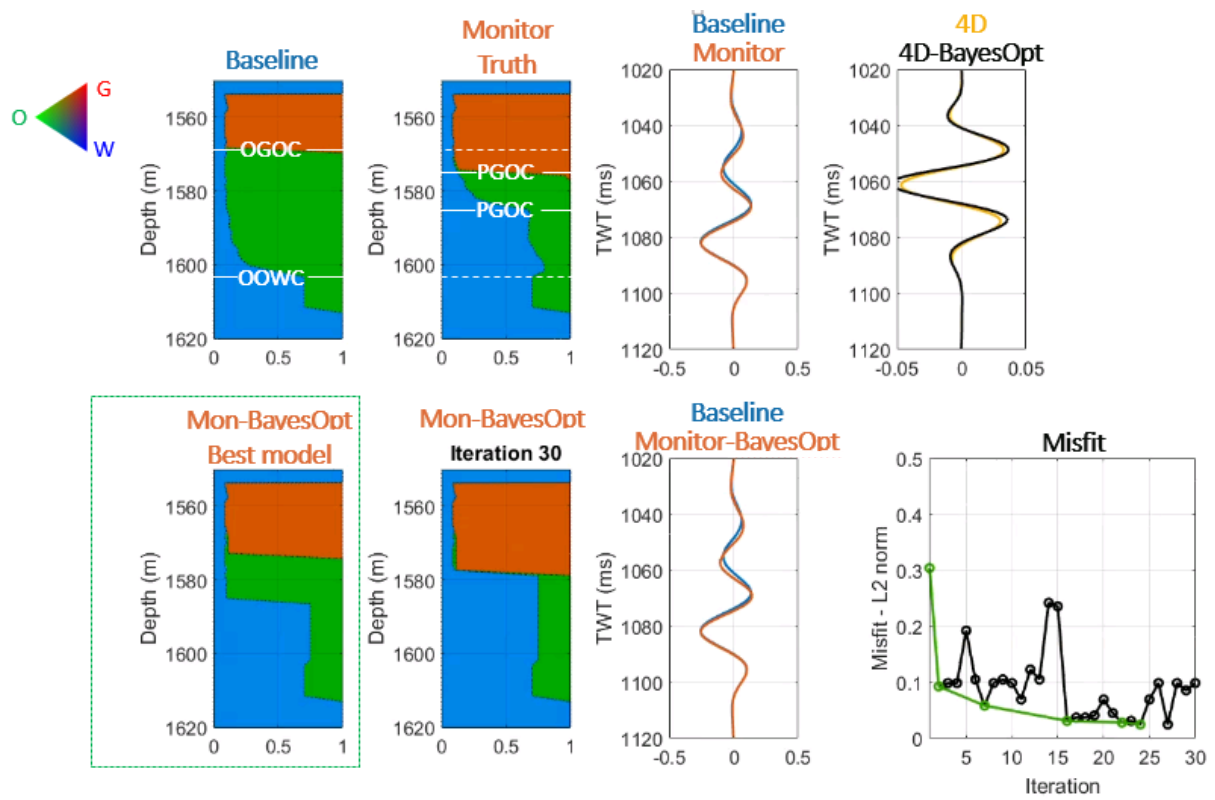 Baseline
Monitor
Truth
Baseline
Monitor
4D
4D-BayesOpt
G
O
W
Depth (m)
1560
1580
1600
1620
0
0.5
1
OGOC
OOWC
Depth (m)
1560
1580
1600
1620
0
0.5
1
PGOC
PGOC
TWT (ms)
1020
1040
1060
1080
1100
1120
-0.5
0
0.5
TWT (ms)
1020
1040
1060
1080
1100
1120
-0.05
0
0.05
Mon-BayesOpt
Best model
Mon-BayesOpt
Iteration 30
Baseline
Monitor-BayesOpt
Misfit
Depth (m)
1560
1580
1600
1620
0
0.5
1
Depth (m)
1560
1580
1600
1620
0
0.5
1
TWT (ms)
1020
1040
1060
1080
1100
1120
-0.5
0
0.5
Misfit - L2 norm
0.5
0.4
0.3
0.2
0.1
0
5
10
15
20
25
30
Iteration